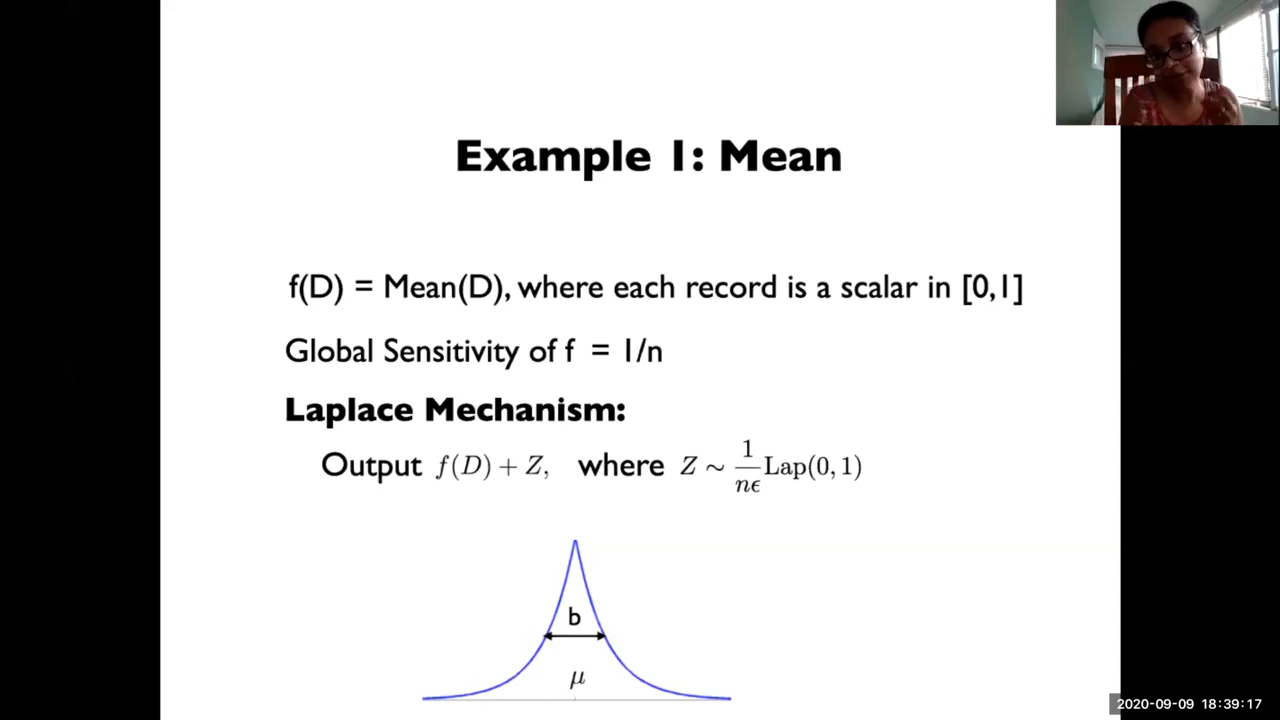 Example 1: Mean
f(D) = Mean(D), where each record is a scalar in [0,1]
Global Sensitivity of f = 1/n
Laplace Mechanism:
Output f(D) + Z, where Z ~ 1/nϵ Lap(0, 1)
b
μ
2020-09-09 18:39:17